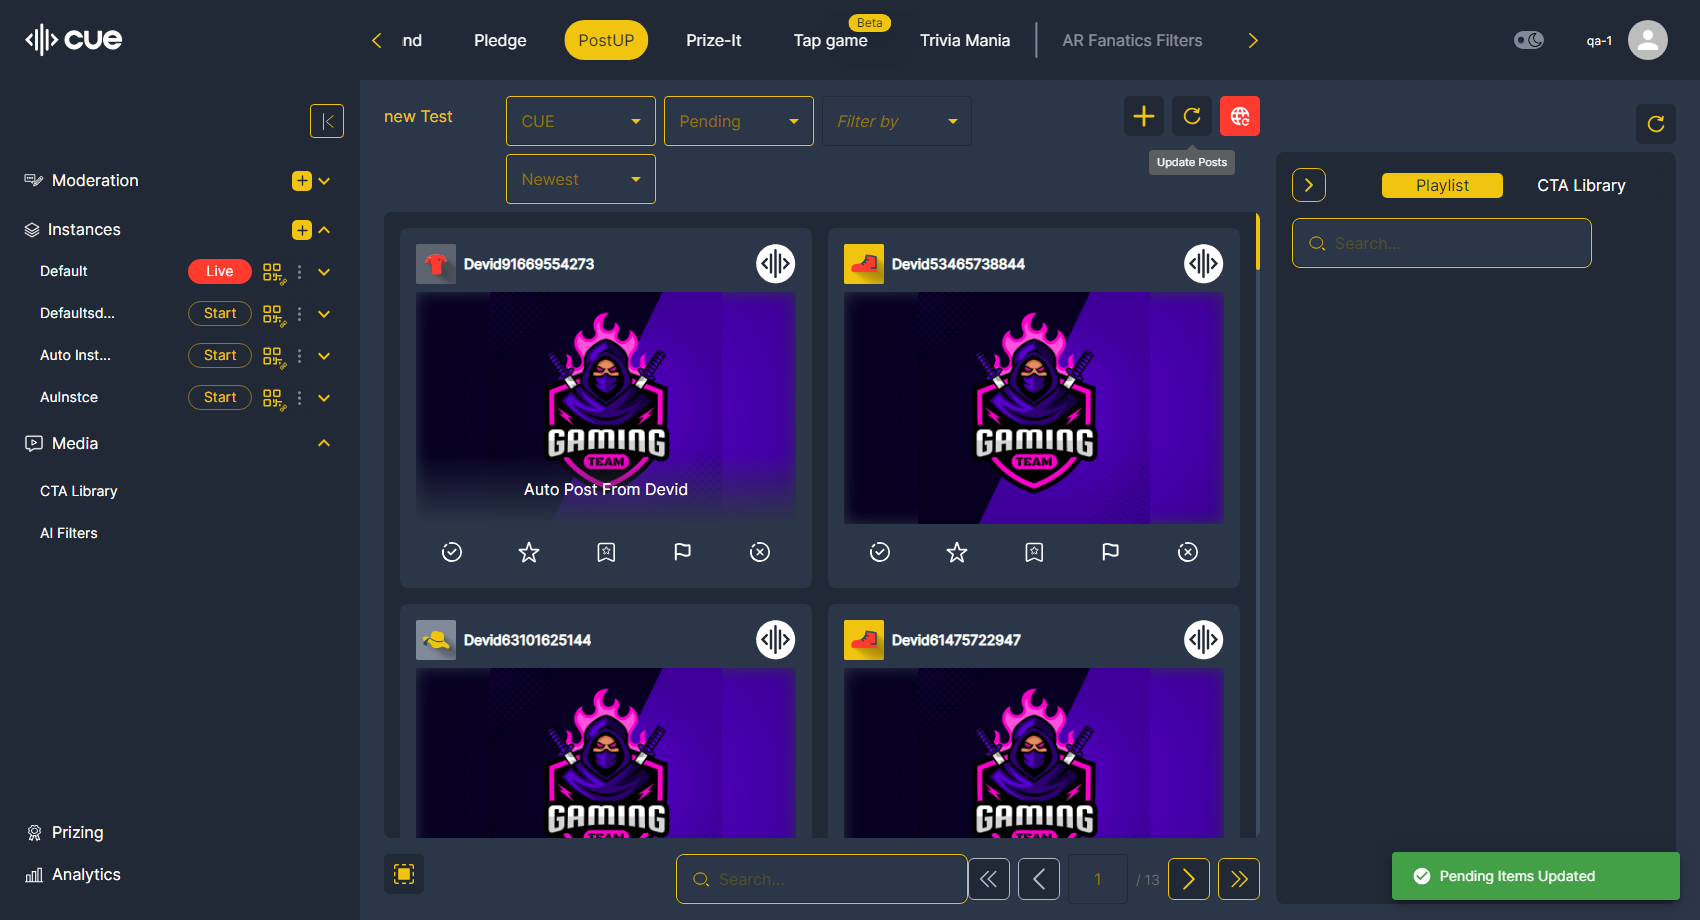 cue
nd
Pledge
PostUP
Prize-It
Tap game
Beta
Trivia Mania
AR Fanatics Filters
qa-1
new Test
CUE
Pending
Filter by
Newest
Update Posts
Moderation
Instances
Default
Live
Defaultsd...
Start
Auto Inst...
Start
AuInstce
Start
Media
CTA Library
AI Filters
Prizing
Analytics
Devid91669554273
GAMING
TEAM
Auto Post From Devid
Devid53465738844
GAMING
TEAM
Devid63101625144
GAMING
TEAM
Devid61475722947
GAMING
TEAM
Search...
1
/ 13
Playlist
CTA Library
Search...
Pending Items Updated